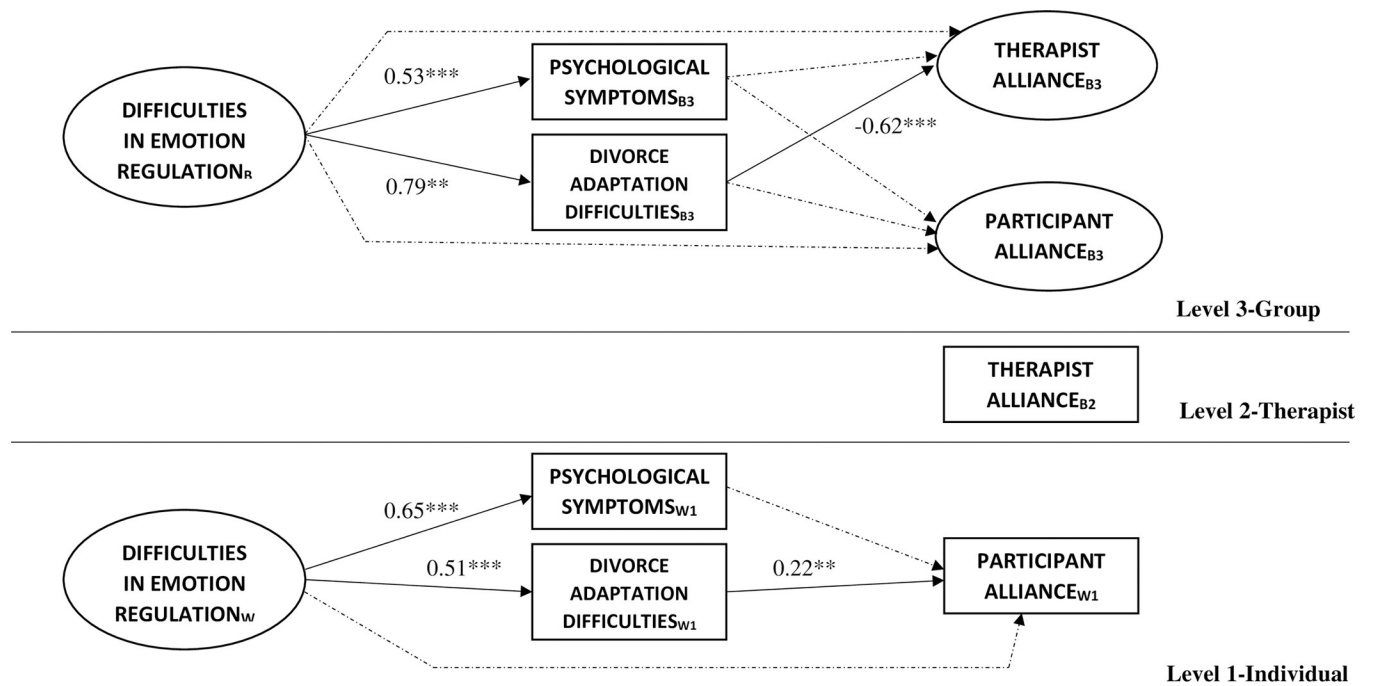 DIFFICULTIES
IN EMOTION
REGULATIONR
0.53***
0.79**
PSYCHOLOGICAL
SYMPTOMSB3
DIVORCE
ADAPTATION
DIFFICULTIESB3
-0.62***
THERAPIST
ALLIANCEB3
PARTICIPANT
ALLIANCEB3
Level 3-Group
THERAPIST
ALLIANCEB2
Level 2-Therapist
DIFFICULTIES
IN EMOTION
REGULATIONW
0.65***
0.51***
PSYCHOLOGICAL
SYMPTOMSW1
DIVORCE
ADAPTATION
DIFFICULTIESW1
0.22**
PARTICIPANT
ALLIANCEW1
Level 1-Individual